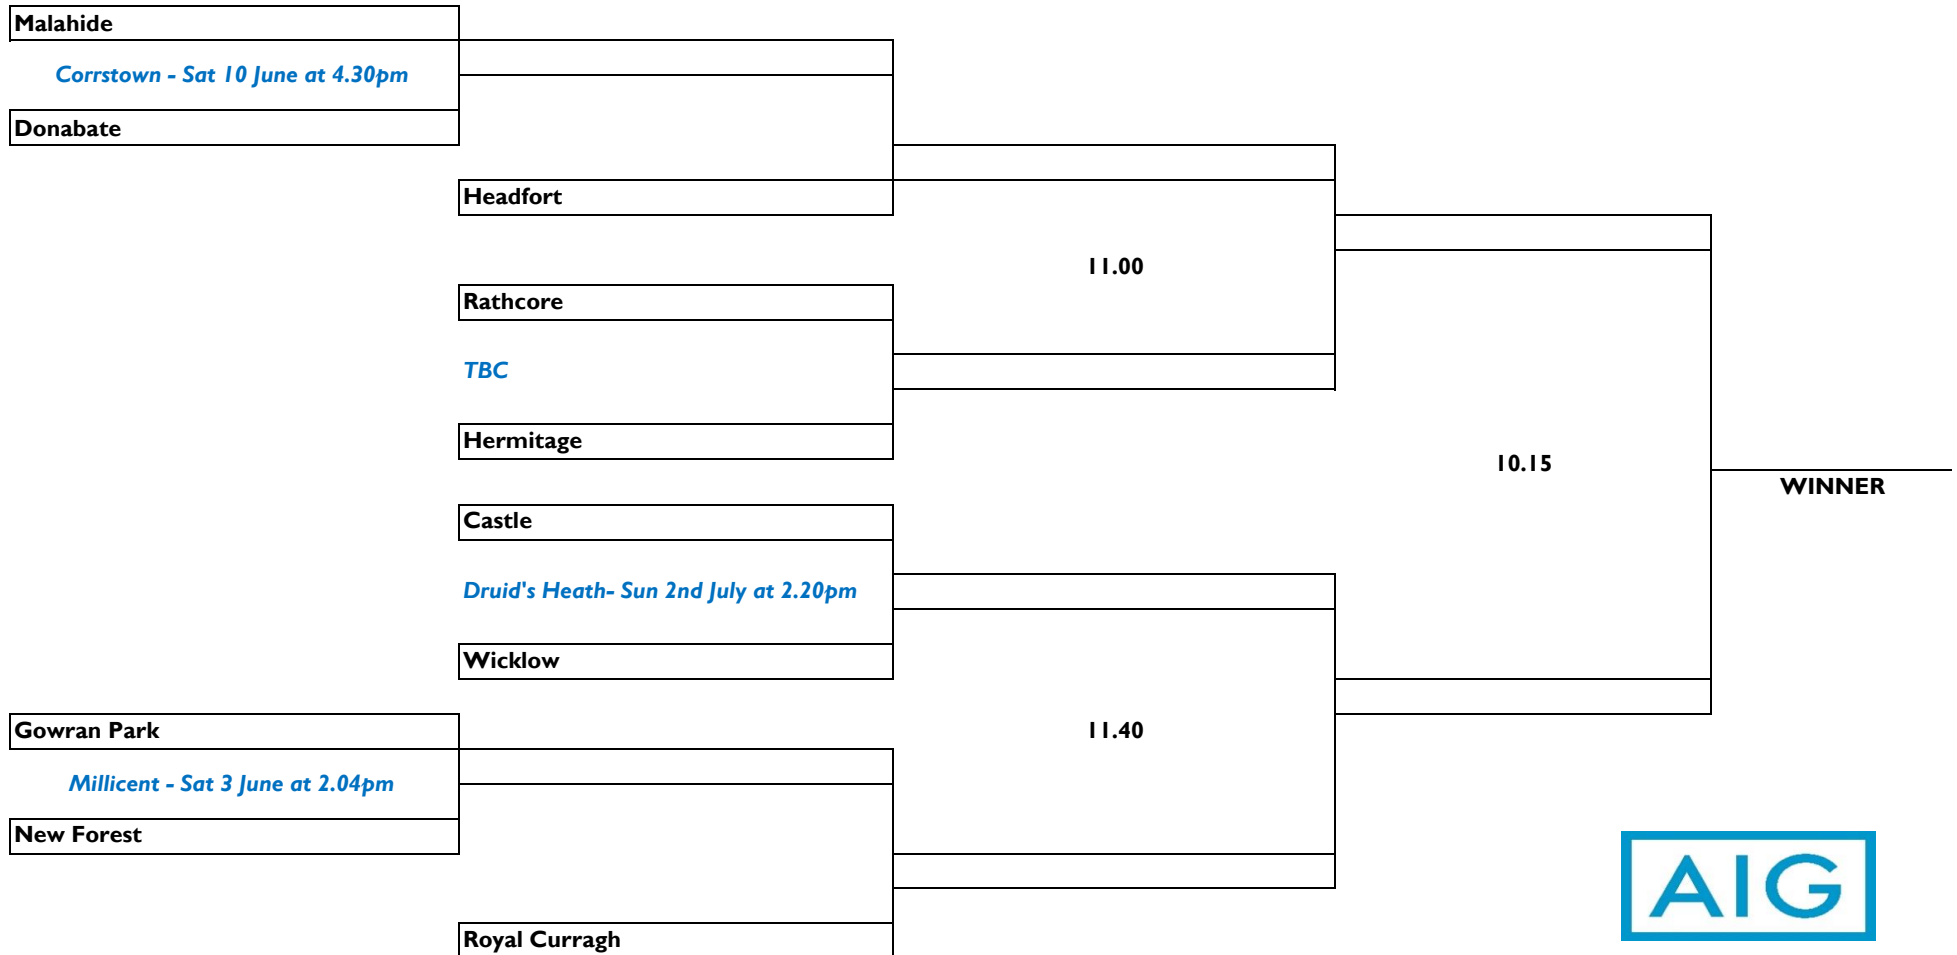 Malahide
Corrstown - Sat 10 June at 4.30pm
Donabate
Headfort
11.00
Rathcore
TBC
Hermitage
10.15
WINNER
Castle
Druid's Heath- Sun 2nd July at 2.20pm
Wicklow
Gowran Park
11.40
Millicent - Sat 3 June at 2.04pm
New Forest
AIG
Royal Curragh